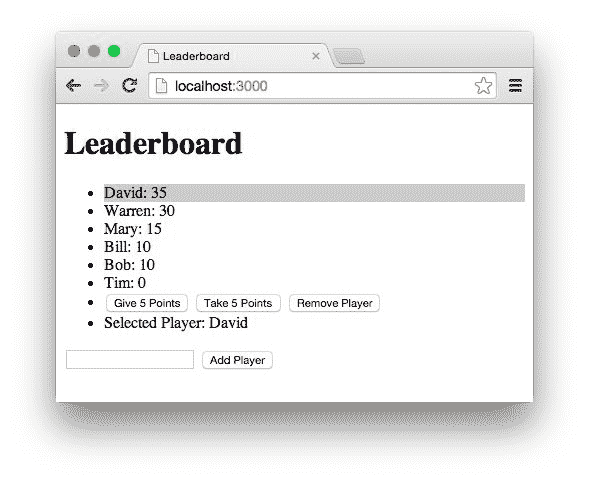 Leaderboard
localhost:3000
Leaderboard
David: 35
Warren: 30
Mary: 15
Bill: 10
Bob: 10
Tim: 0
Give 5 Points Take 5 Points Remove Player
Selected Player: David
Add Player